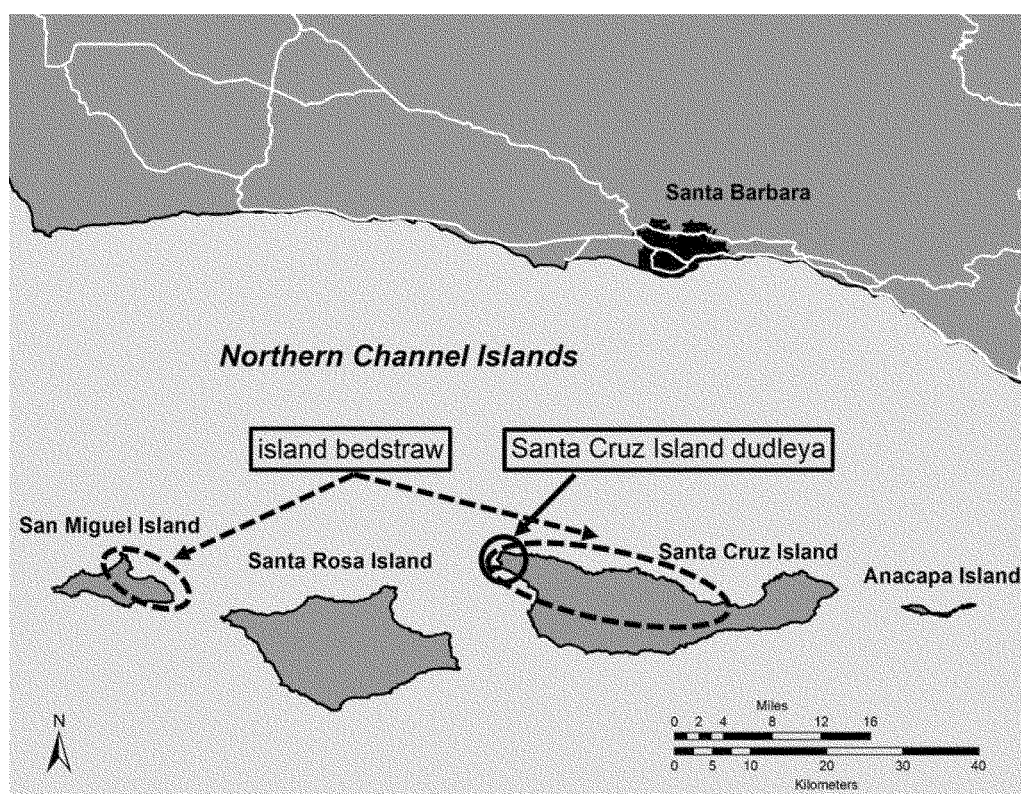 Santa Barbara
Northern Channel Islands
island bedstraw
Santa Cruz Island dudleya
San Miguel Island
Santa Rosa Island
Santa Cruz Island
Anacapa Island
N
Miles
0 2 4 8 12 16
0 5 10 20 30 40
Kilometers